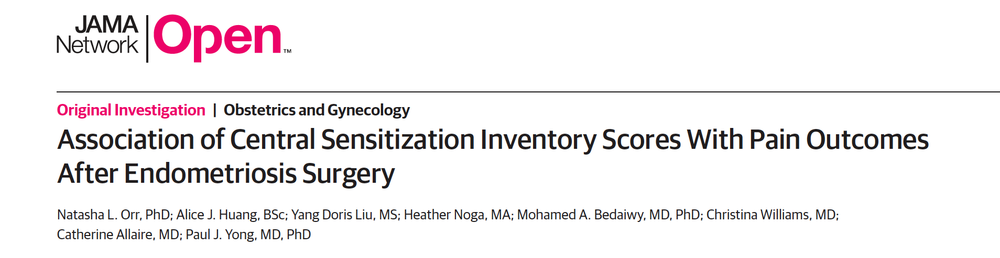 JAMA
Network
Open™
Original Investigation | Obstetrics and Gynecology
Association of Central Sensitization Inventory Scores With Pain Outcomes
After Endometriosis Surgery
Natasha L. Orr, PhD; Alice J. Huang, BSc; Yang Doris Liu, MS; Heather Noga, MA; Mohamed A. Bedaiwy, MD, PhD; Christina Williams, MD;
Catherine Allaire, MD; Paul J. Yong, MD, PhD